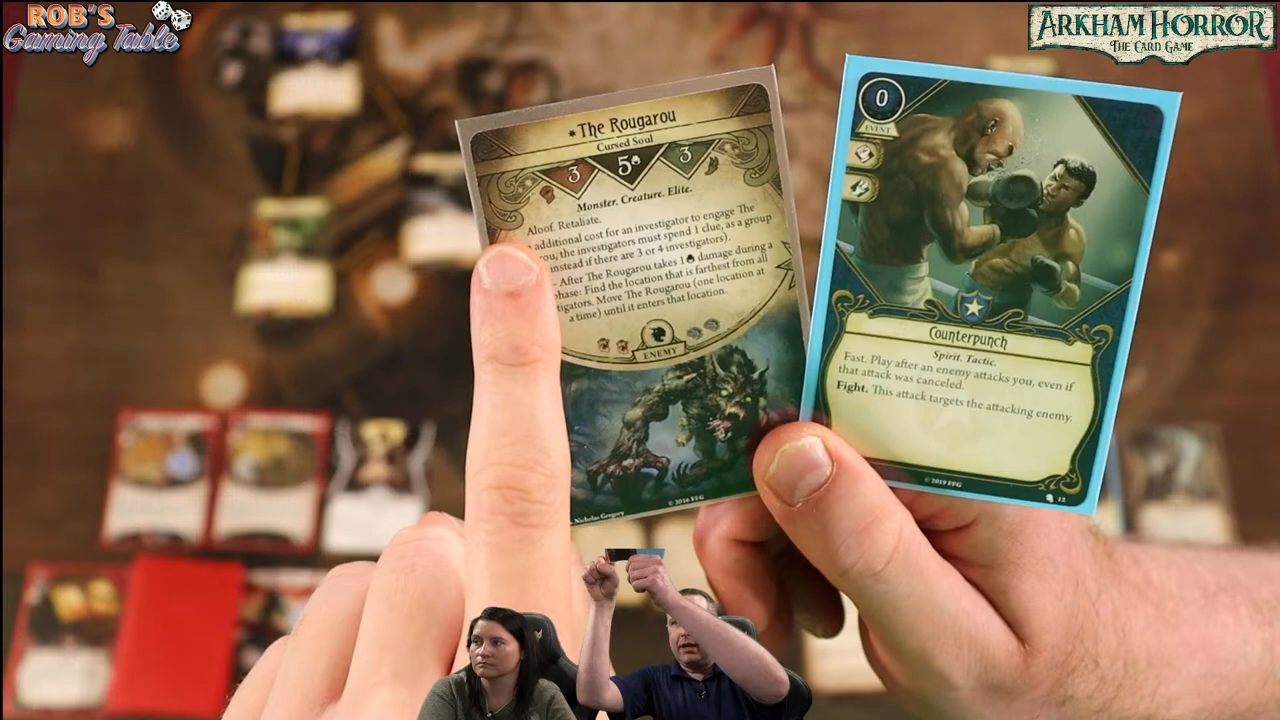 ROB'S
Gaming Table
ARKHAM HORROR
THE CARD GAME
The Rougarou
Cursed Soul
3 5 3
Monster. Creature. Elite.
Aloof. Retaliate.
additional cost for an investigator to engage The
ou, the investigators must spend 1 clue, as a group
instead if there are 3 or 4 investigators).
– After The Rougarou takes 1 damage during a
phase: Find the location that is farthest from all
tigators. Move The Rougarou (one location at
a time) until it enters that location.
ENEMY
Nicholas Gregory
© 2016 FFG
0
EVENT
Counterpunch
Spirit. Tactic.
Fast. Play after an enemy attacks you, even if
that attack was canceled.
Fight. This attack targets the attacking enemy.
© 2019 FFG
12